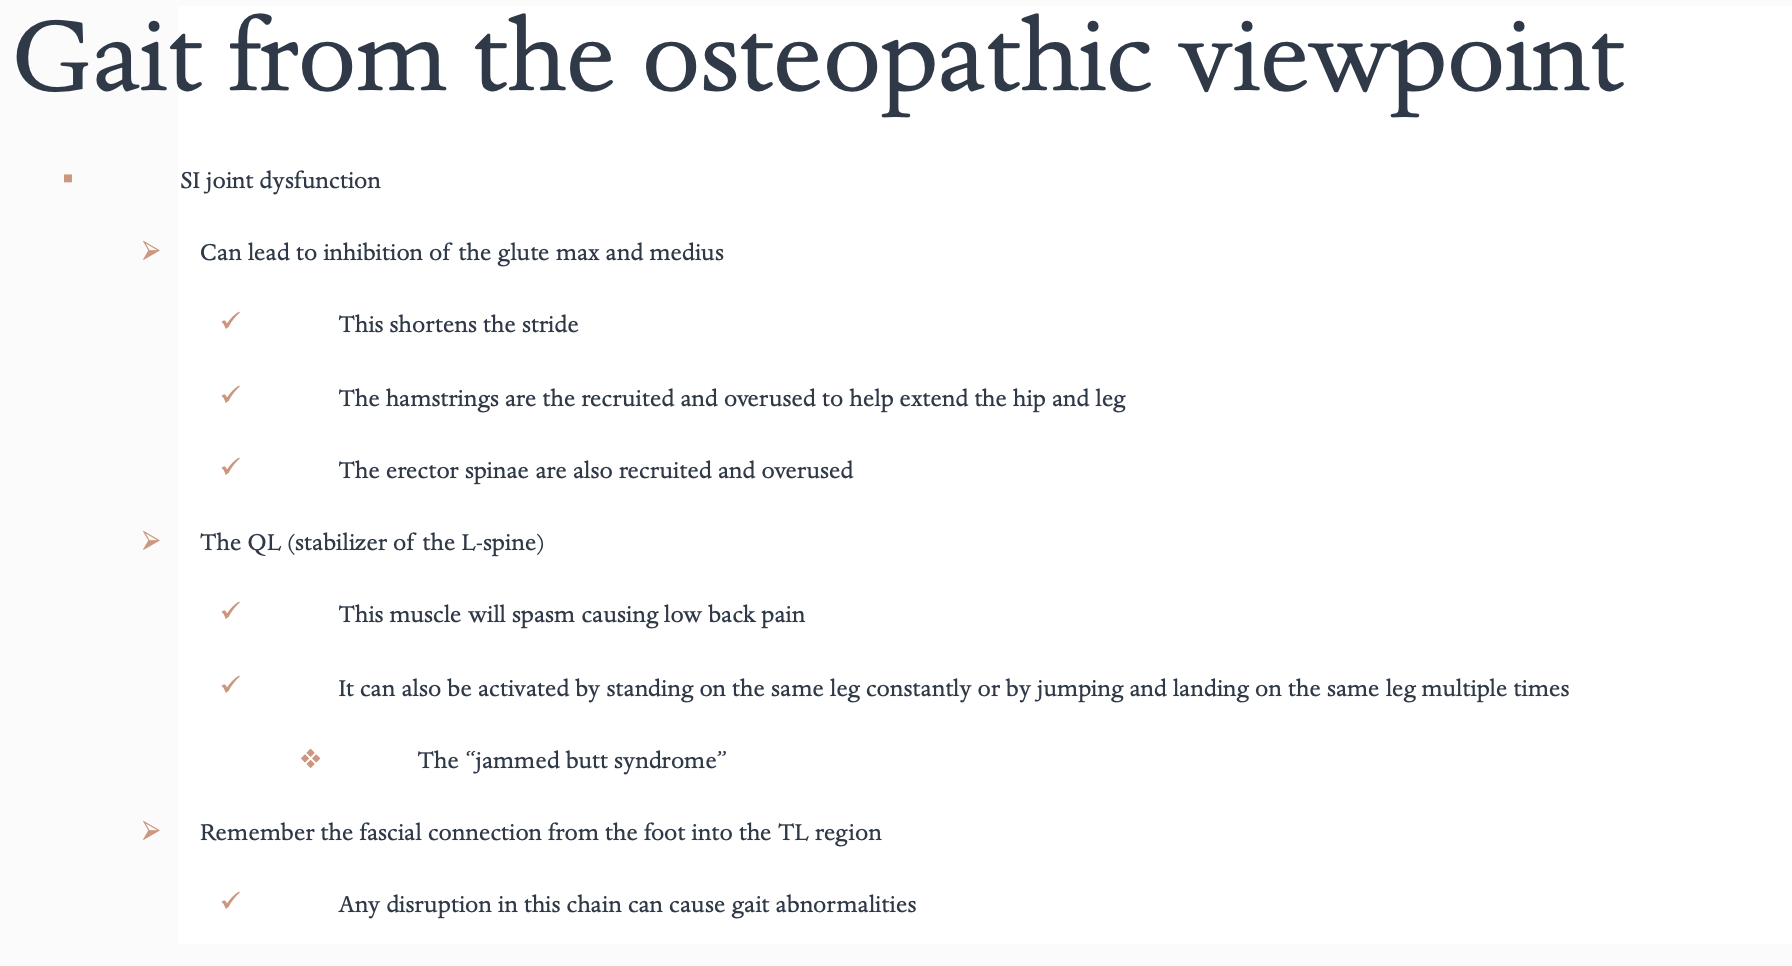 Gait from the osteopathic viewpoint
SI joint dysfunction
Can lead to inhibition of the glute max and medius
This shortens the stride
The hamstrings are the recruited and overused to help extend the hip and leg
The erector spinae are also recruited and overused
The QL (stabilizer of the L-spine)
This muscle will spasm causing low back pain
It can also be activated by standing on the same leg constantly or by jumping and landing on the same leg multiple times
The “jammed butt syndrome”
Remember the fascial connection from the foot into the TL region
Any disruption in this chain can cause gait abnormalities